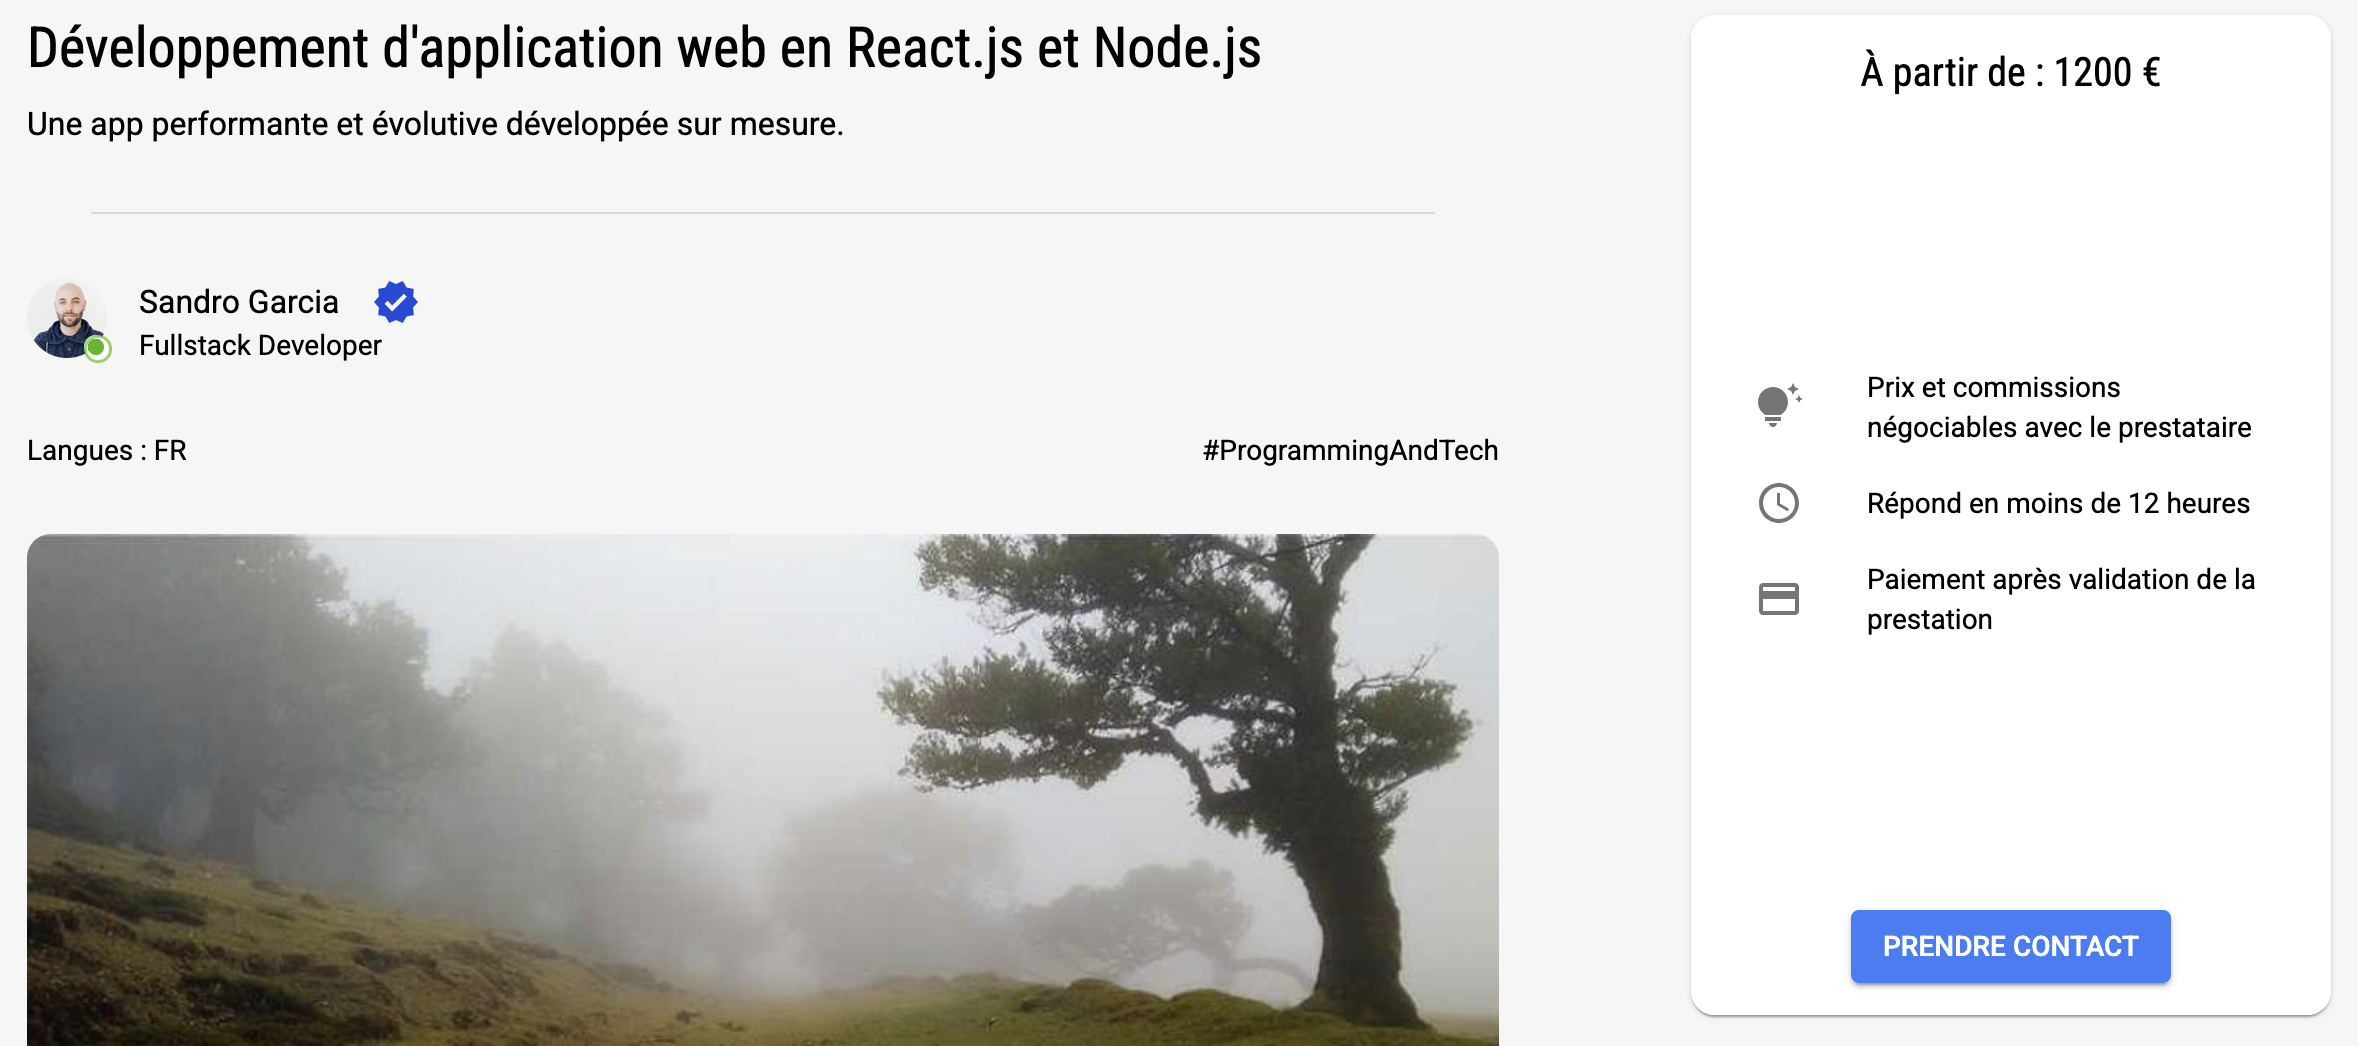 Développement d'application web en React.js et Node.js
Une app performante et évolutive développée sur mesure.
Sandro Garcia
Fullstack Developer
Langues : FR
#ProgrammingAndTech
À partir de : 1200 €
Prix et commissions
négociables avec le prestataire
Répond en moins de 12 heures
Paiement après validation de la
prestation
PRENDRE CONTACT